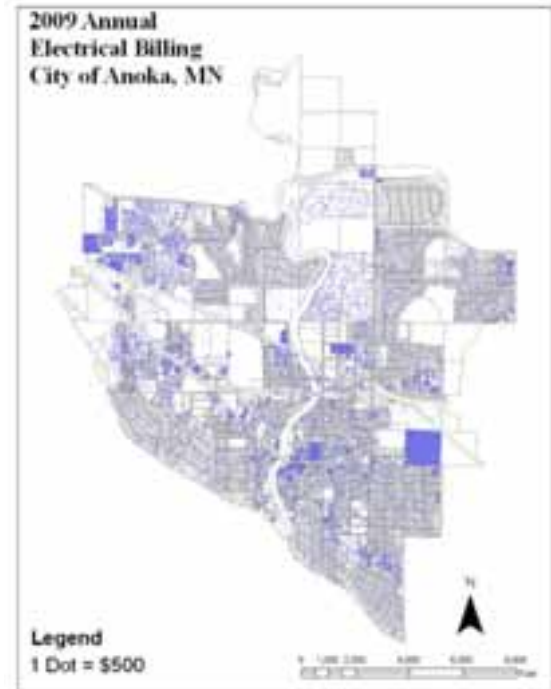 2009 Annual
Electrical Billing
City of Anoka, MN
N
Legend
1 Dot = $500